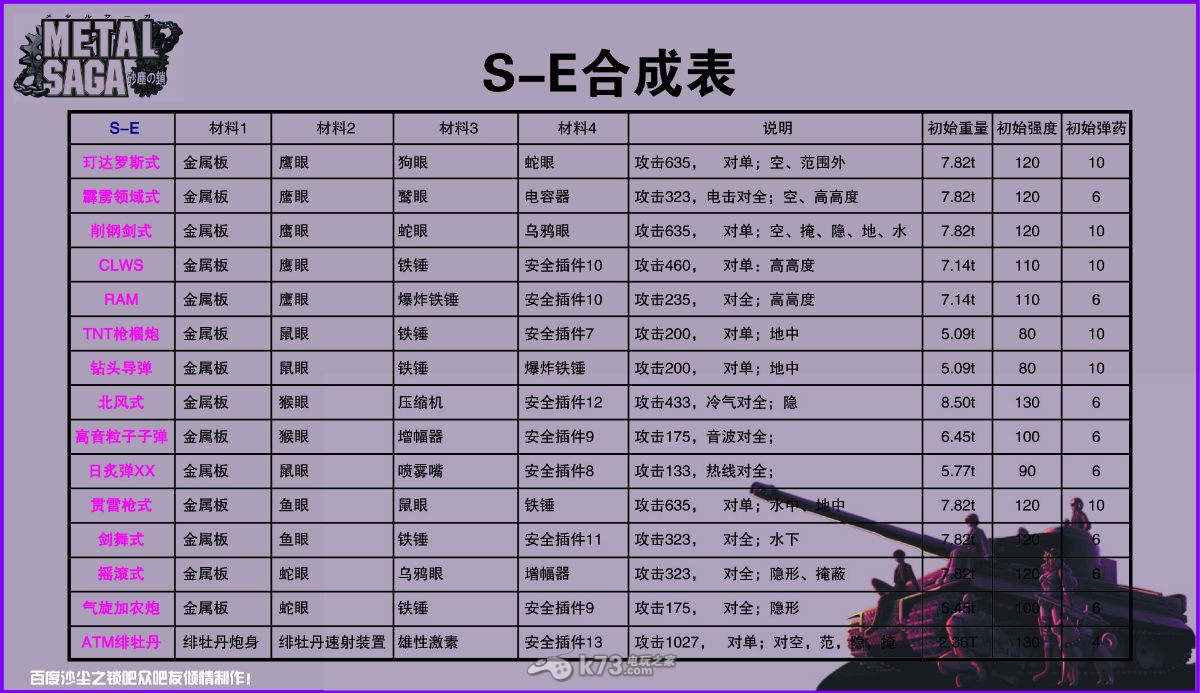 メタルサーガ
METAL
SAGA 砂塵の鎖
S-E合成表
S-E 材料1 材料2 材料3 材料4 说明 初始重量 初始强度 初始弹药
玎达罗斯式 金属板 鹰眼 狗眼 蛇眼 攻击635， 对单；空、范围外 7.82t 120 10
霹雳领域式 金属板 鹰眼 鹫眼 电容器 攻击323，电击对全；空、高高度 7.82t 120 6
削钢剑式 金属板 鹰眼 蛇眼 乌鸦眼 攻击635， 对单；空、掩、隐、地、水 7.82t 120 10
CLWS 金属板 鹰眼 铁锤 安全插件10 攻击460， 对单：高高度 7.14t 110 10
RAM 金属板 鹰眼 爆炸铁锤 安全插件10 攻击235， 对全；高高度 7.14t 110 6
TNT枪榴炮 金属板 鼠眼 铁锤 安全插件7 攻击200， 对单；地中 5.09t 80 10
钻头导弹 金属板 鼠眼 铁锤 爆炸铁锤 攻击200， 对单；地中 5.09t 80 10
北风式 金属板 猴眼 压缩机 安全插件12 攻击433，冷气对全；隐 8.50t 130 6
高音粒子子弹 金属板 猴眼 增幅器 安全插件9 攻击175，音波对全； 6.45t 100 6
日炙弹XX 金属板 鼠眼 喷雾嘴 安全插件8 攻击133，热线对全； 5.77t 90 6
贯雷枪式 金属板 鱼眼 鼠眼 铁锤 攻击635， 对单；水中、地中 7.82t 120 10
剑舞式 金属板 鱼眼 铁锤 安全插件11 攻击323， 对全；水下 7.82t 120 6
摇滚式 金属板 蛇眼 乌鸦眼 增幅器 攻击323， 对全；隐形、掩蔽 7.82t 120 6
气旋加农炮 金属板 蛇眼 铁锤 安全插件9 攻击175， 对全；隐形 6.45t 100 6
ATM绯牡丹 绯牡丹炮身 绯牡丹速射装置 雄性激素 安全插件13 攻击1027， 对单；对空，范，隐，掩 2.36T 130 4
百度沙尘之锁吧众吧友倾情制作！
k73 电玩之家
.com